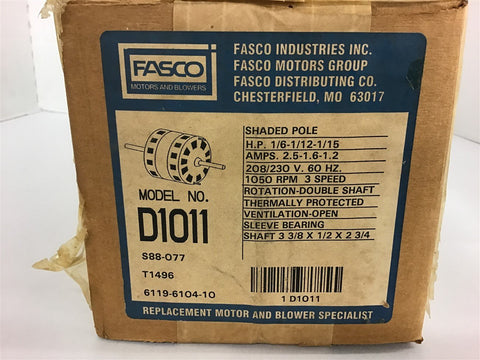 FASCO
MOTORS AND BLOWERS
FASCO INDUSTRIES INC.
FASCO MOTORS GROUP
FASCO DISTRIBUTING CO.
CHESTERFIELD, MO 63017
MODEL NO.
D1011
S88-077
T1496
6119-6104-10
SHADED POLE
H.P. 1/6-1/12-1/15
AMPS. 2.5-1.6-1.2
208/230 V. 60 HZ.
1050 RPM 3 SPEED
ROTATION-DOUBLE SHAFT
THERMALLY PROTECTED
VENTILATION-OPEN
SLEEVE BEARING
SHAFT 3 3/8 X 1/2 X 2 3/4
1 D1011
REPLACEMENT MOTOR AND BLOWER SPECIALIST